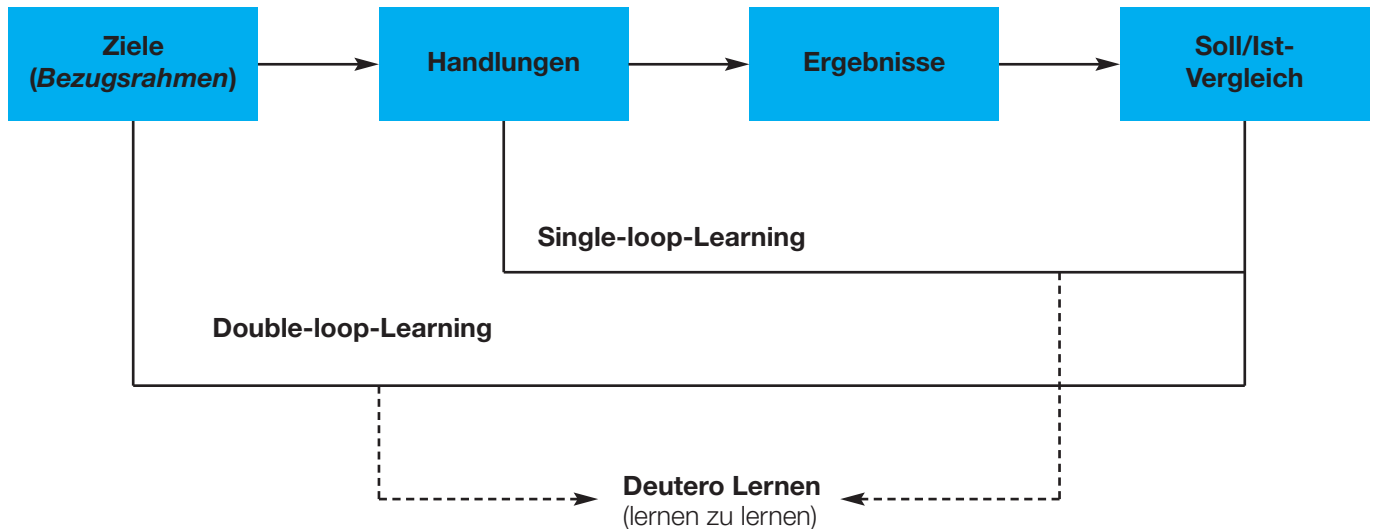 Ziele
(Bezugsrahmen)
Handlungen
Ergebnisse
Soll/Ist-
Vergleich
Single-loop-Learning
Double-loop-Learning
Deutero Lernen
(lernen zu lernen)